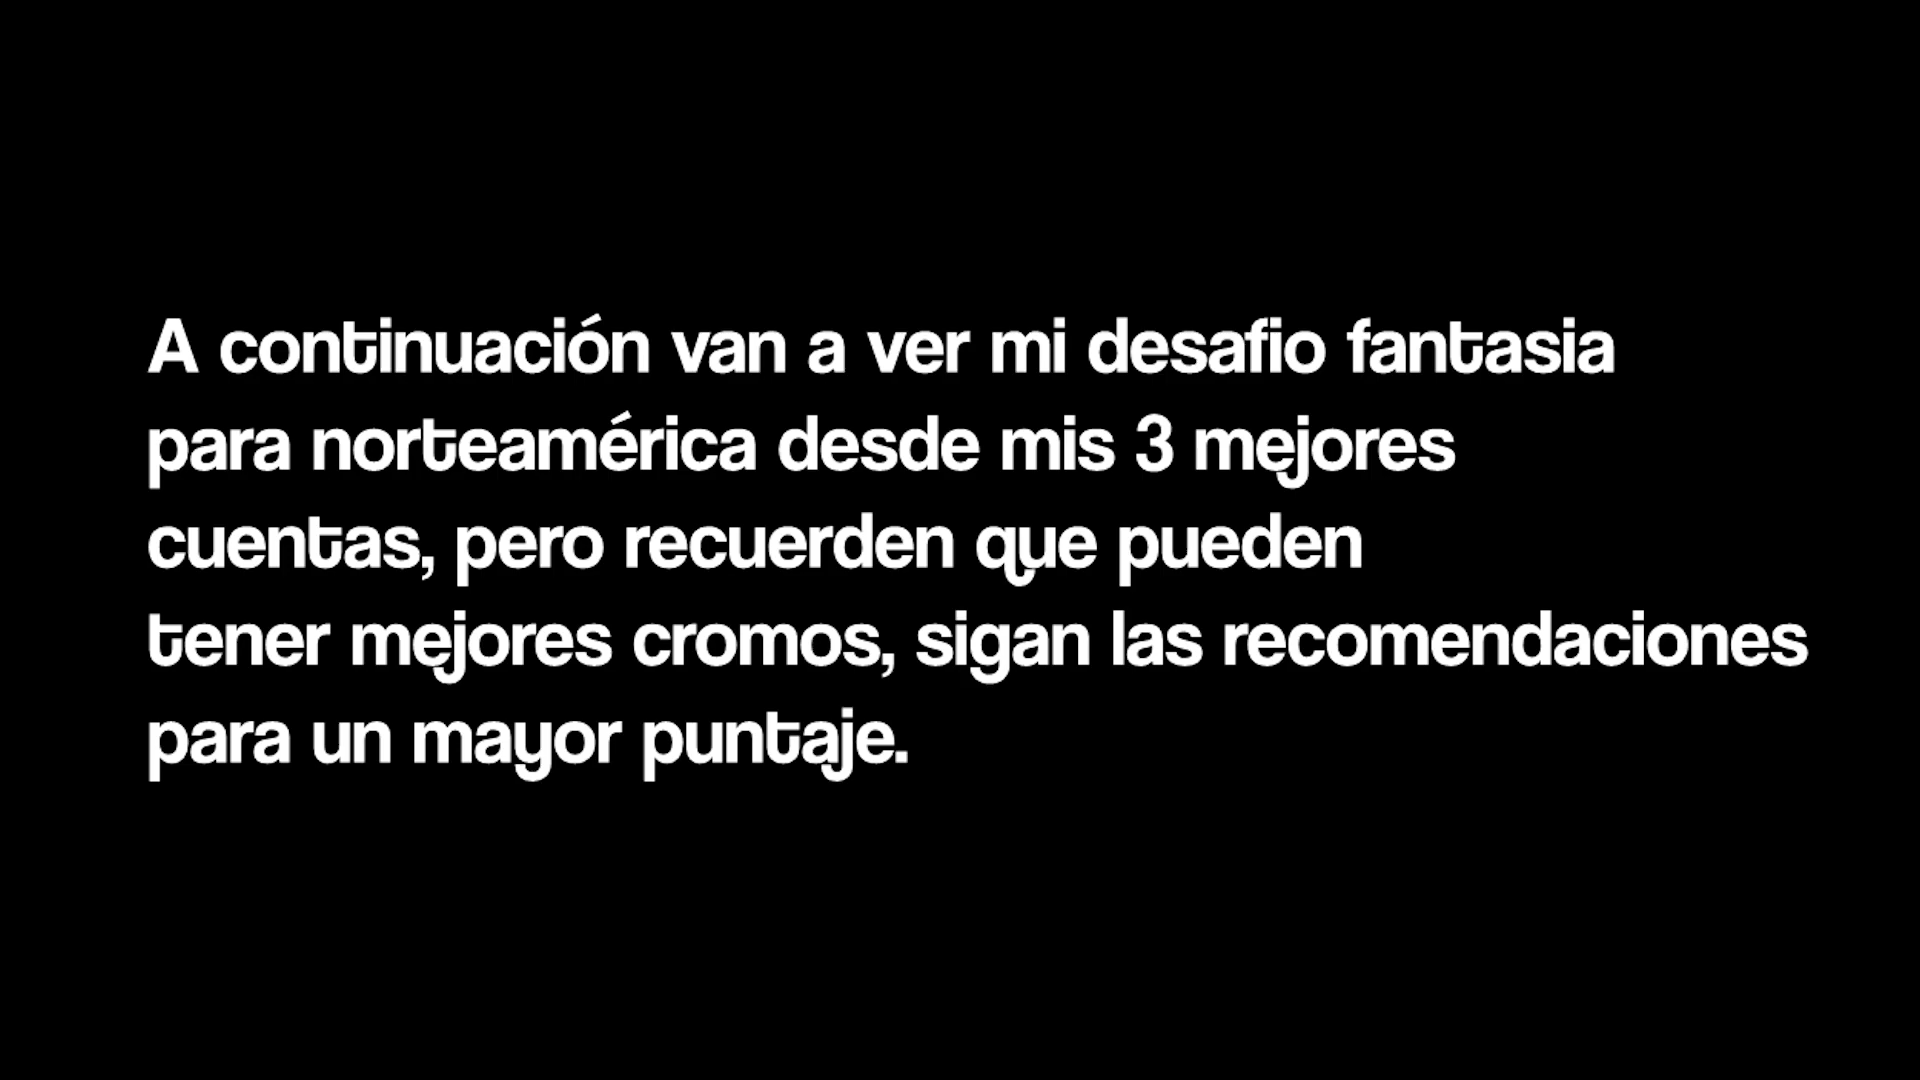 A continuación van a ver mi desafio fantasia
para norteamérica desde mis 3 mejores
cuentas, pero recuerden que pueden
tener mejores cromos, sigan las recomendaciones
para un mayor puntaje.